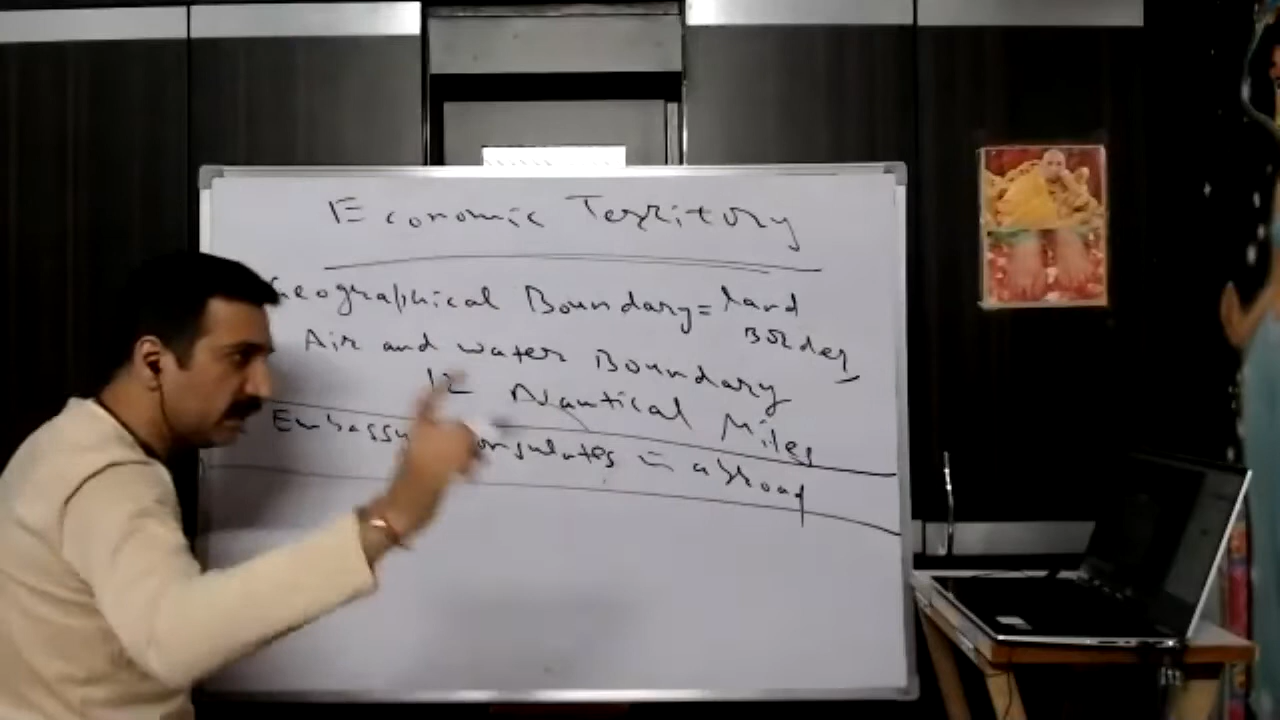 Economic Territory
Geographical Boundary = land
Border
Air and water Boundary
12 Nautical Miles
Embassy Consulates in abroad